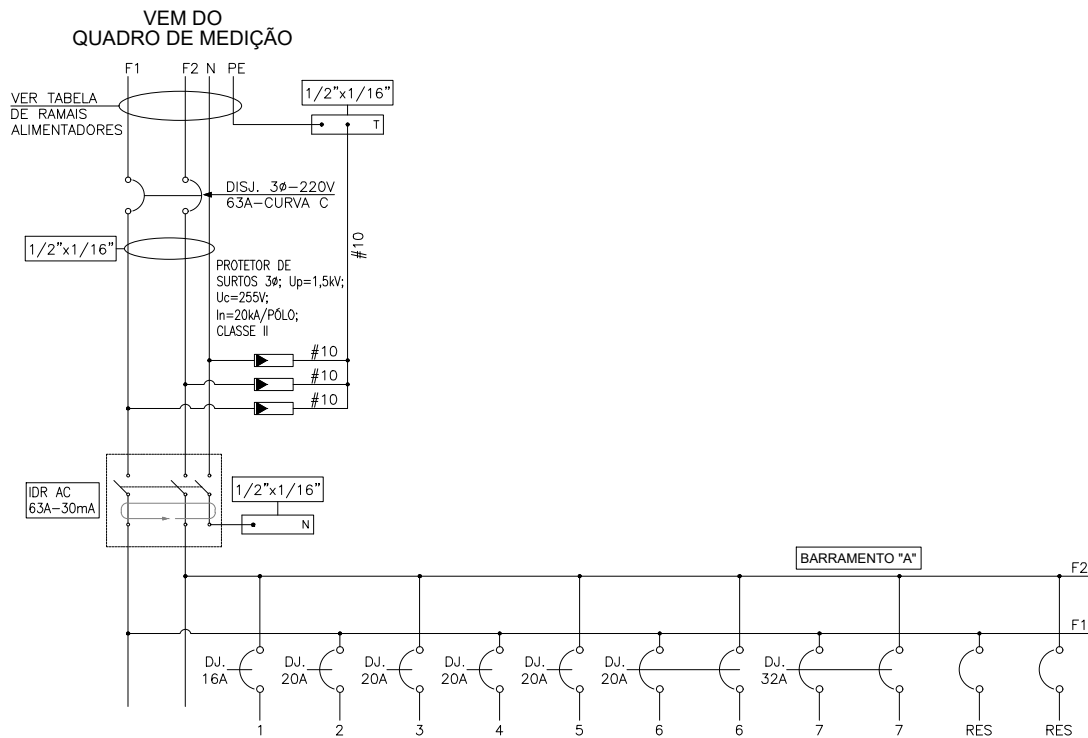 VEM DO
QUADRO DE MEDIÇÃO
F1 F2 N PE
VER TABELA
DE RAMAIS
ALIMENTADORES
1/2"x1/16"
T
DISJ. 3ø-220V
63A-CURVA C
1/2"x1/16"
#10
PROTETOR DE
SURTOS 3ø; Up=1,5kV;
Uc=255V;
In=20kA/PÓLO;
CLASSE II
#10
#10
#10
IDR AC
63A-30mA
1/2"x1/16"
N
BARRAMENTO "A"
F2
F1
DJ. DJ. DJ. DJ. DJ. DJ. DJ.
16A 20A 20A 20A 20A 20A 32A
1 2 3 4 5 6 6 7 7 RES RES